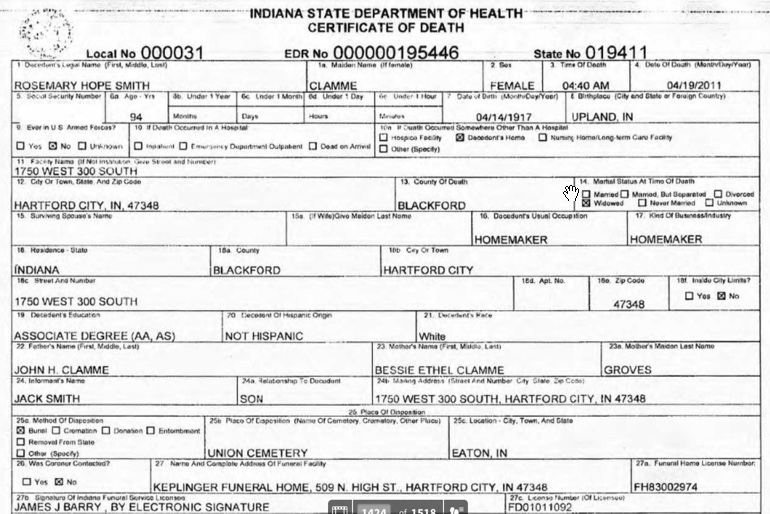 INDIANA STATE DEPARTMENT OF HEALTH
CERTIFICATE OF DEATH
Local No 000031 EDR No 000000195446 State No 019411
1 Decedent's Legal Name (First, Middle, Last) 1a. Maiden Name (If female) 2. Sex 3. Time Of Death 4. Date Of Death (Month/Day/Year)
ROSEMARY HOPE SMITH CLAMME FEMALE 04:40 AM 04/19/2011
5. Social Security Number 6a Age - Yrs 6b. Under 1 Year 6c. Under 1 Month 6d. Under 1 Day 6e. Under 1 Hour 7 Date of Birth (Month/Day/Year) 8 Birthplace (City and State or Foreign Country)
94 Months Days Hours Minutes 04/14/1917 UPLAND, IN
9. Ever in U S Armed Forces? 10 If Death Occurred In A Hospital 10a If Death Occurred Somewhere Other Than A Hospital
Hospice Facility Decedent's Home Nursing Home/Long-term Care Facility
Yes No Unknown Inpatient Emergency Department Outpatient Dead on Arrival Other (Specify)
11 Facility Name (If Not Institution, Give Street and Number)
1750 WEST 300 SOUTH
12. City Or Town, State, And Zip Code 13. County Of Death 14. Marital Status At Time Of Death
Married Married, But Separated Divorced
HARTFORD CITY, IN, 47348 BLACKFORD Widowed Never Married Unknown
15. Surviving Spouse's Name 15a. (If Wife)Give Maiden Last Name 16. Decedent's Usual Occupation 17. Kind Of Business/Industry
HOMEMAKER HOMEMAKER
18. Residence - State 18a. County 18b City Or Town
INDIANA BLACKFORD HARTFORD CITY
18c Street And Number 18d. Apt. No. 18e. Zip Code 18f. Inside City Limits?
1750 WEST 300 SOUTH 47348 Yes No
19 Decedent's Education 20 Decedent Of Hispanic Origin 21. Decedent's Race
ASSOCIATE DEGREE (AA, AS) NOT HISPANIC White
22 Father's Name (First, Middle, Last) 23 Mother's Name (First, Middle, Last) 23a. Mother's Maiden Last Name
JOHN H. CLAMME BESSIE ETHEL CLAMME GROVES
24. Informant's Name 24a. Relationship To Decedent 24b Mailing Address (Street And Number City, State, Zip Code)
JACK SMITH SON 1750 WEST 300 SOUTH, HARTFORD CITY, IN 47348
25 Place Of Disposition
25a. Method Of Disposition 25b Place Of Disposition (Name Of Cemetery, Crematory, Other Place) 25c. Location - City, Town, And State
Burial Cremation Donation Entombment
Removal From State
Other (Specify) UNION CEMETERY EATON, IN
26. Was Coroner Contacted? 27 Name And Complete Address Of Funeral Facility 27a. Funeral Home License Number:
Yes No KEPLINGER FUNERAL HOME, 509 N. HIGH ST., HARTFORD CITY, IN 47348 FH83002974
27b Signature Of Indiana Funeral Service Licensee 27c. License Number (Of Licensee)
JAMES J BARRY , BY ELECTRONIC SIGNATURE FD01011092
1424 of 1518